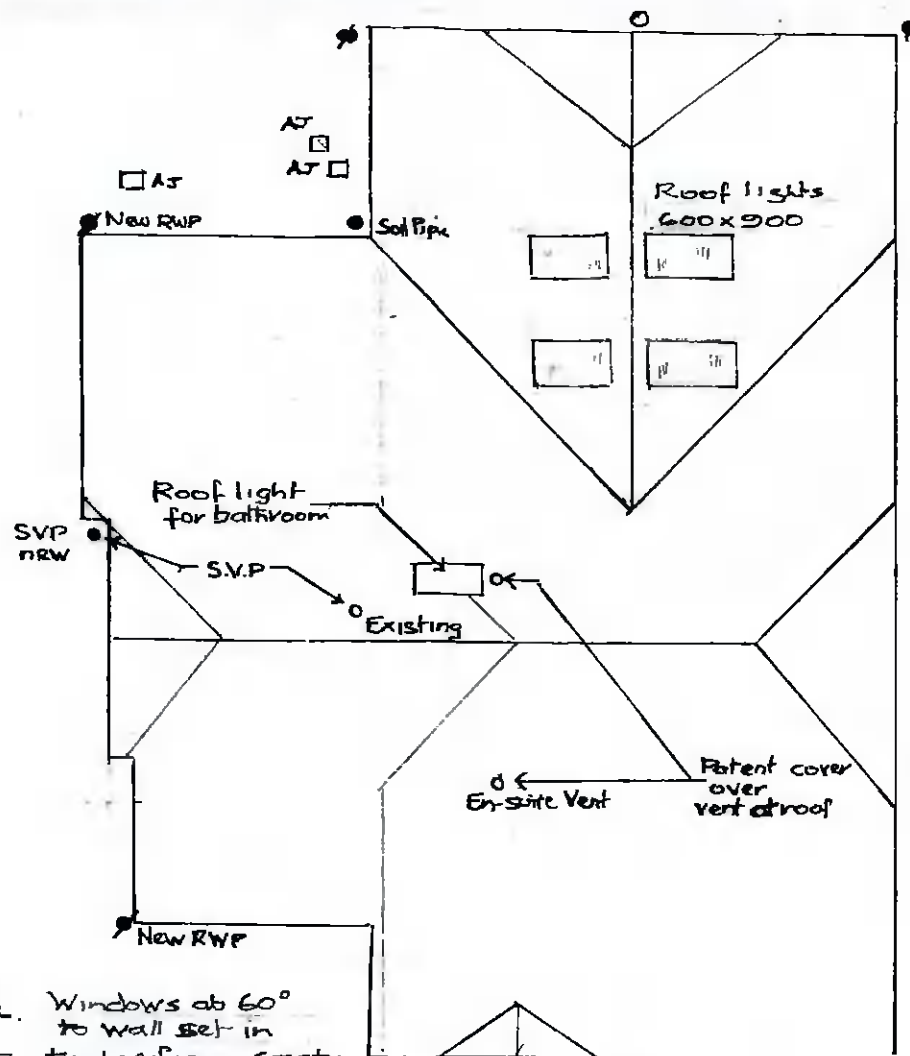 AJ
AJ
AJ
New RWP
Soil Pipe
Roof lights
600 x 900
Roof light
for bathroom
SVP
new
S.V.P
Existing
En-suite Vent
Patent cover
over
vent at roof
New RWP
Windows at 60°
to wall set in